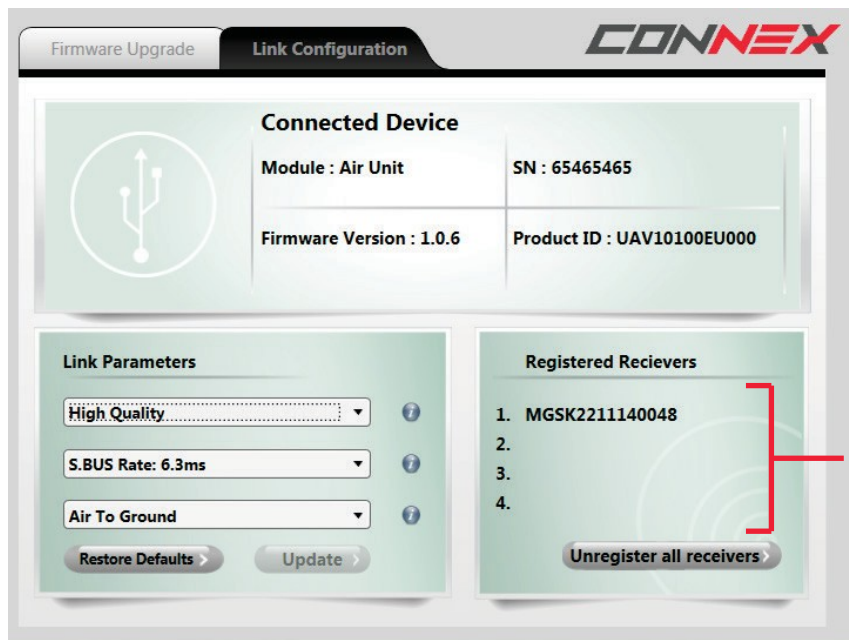 Firmware Upgrade
Link Configuration
CONNEX
Connected Device
Module : Air Unit
SN : 65465465
Firmware Version : 1.0.6
Product ID : UAV10100EU000
Link Parameters
High Quality
S.BUS Rate: 6.3ms
Air To Ground
Restore Defaults
Update
Registered Recievers
1. MGSK2211140048
2.
3.
4.
Unregister all receivers